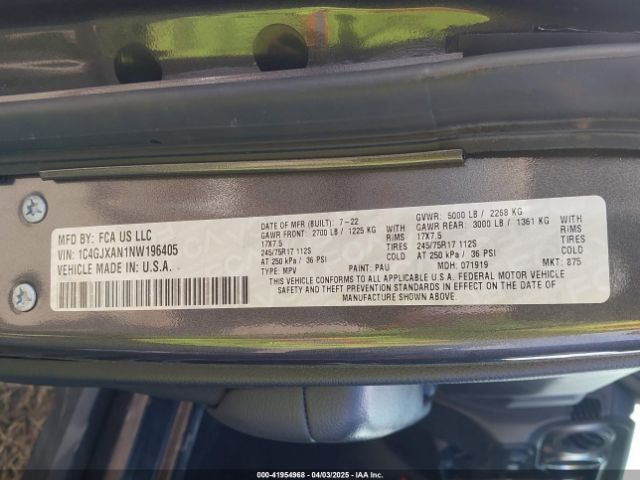 MFD BY: FCA US LLC
VIN: 1C4GJXAN1NW196405
VEHICLE MADE IN: U.S.A.
DATE OF MFR (BUILT): 7-22 GVWR: 5000 LB / 2268 KG
GAWR FRONT: 2700 LB / 1225 KG WITH GAWR REAR: 3000 LB / 1361 KG WITH
17X7.5 RIMS 17X7.5 RIMS
245/75R17 112S TIRES 245/75R17 112S TIRES
AT 250 kPa / 36 PSI COLD AT 250 kPa / 36 PSI COLD
TYPE: MPV PAINT: PAU MDH: 071919 MKT: 875
THIS VEHICLE CONFORMS TO ALL APPLICABLE U.S.A. FEDERAL MOTOR VEHICLE
SAFETY AND THEFT PREVENTION STANDARDS IN EFFECT ON THE DATE OF
MANUFACTURE SHOWN ABOVE.
00-41954968 - 04/03/2025 - COPYRIGHT IAA, LLC